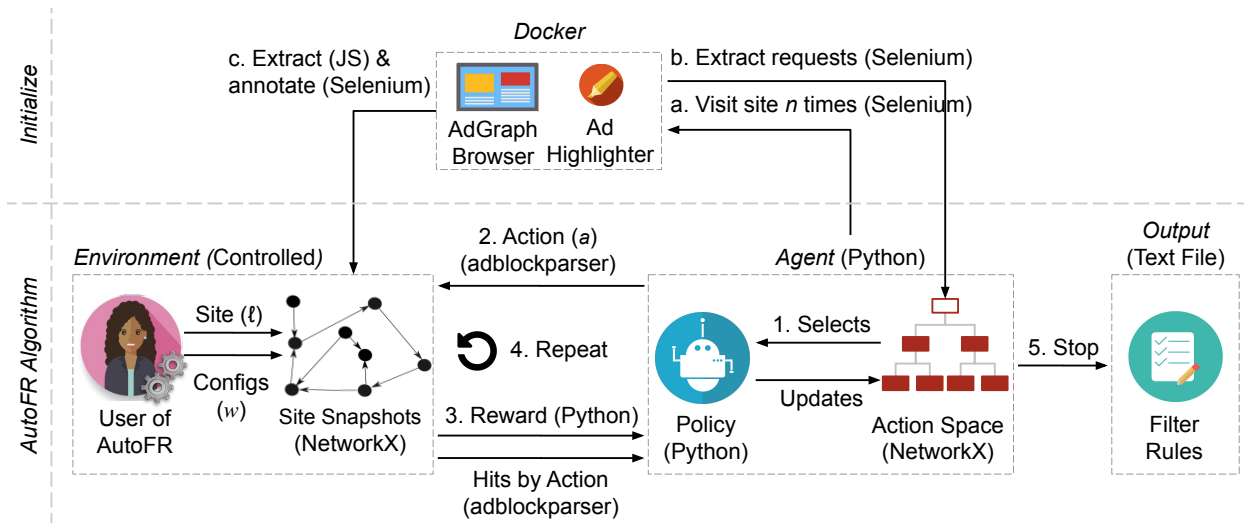 Initialize
Docker
c. Extract (JS) &
annotate (Selenium)
AdGraph
Browser
Ad
Highlighter
b. Extract requests (Selenium)
a. Visit site n times (Selenium)
AutoFR Algorithm
Environment (Controlled)
Site (ℓ)
Configs
(w)
User of
AutoFR
Site Snapshots
(NetworkX)
2. Action (a)
(adblockparser)
4. Repeat
3. Reward (Python)
Hits by Action
(adblockparser)
Agent (Python)
1. Selects
Updates
Policy
(Python)
Action Space
(NetworkX)
5. Stop
Output
(Text File)
Filter
Rules